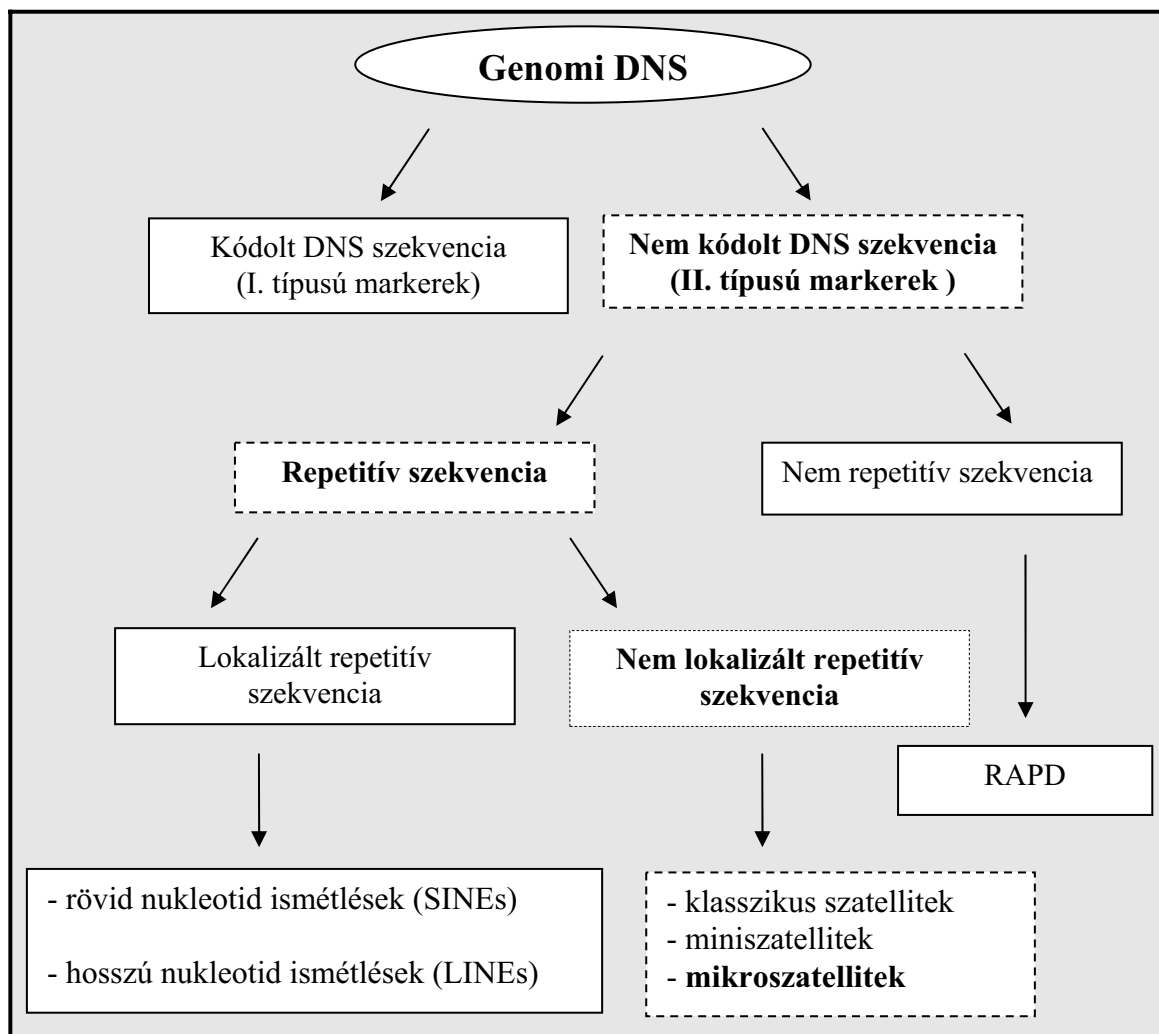 Genomi DNS
Kódolt DNS szekvencia
(I. típusú markerek)
Nem kódolt DNS szekvencia
(II. típusú markerek )
Repetitív szekvencia
Nem repetitív szekvencia
Lokalizált repetitív
szekvencia
Nem lokalizált repetitív
szekvencia
RAPD
- rövid nukleotid ismétlések (SINEs)
- hosszú nukleotid ismétlések (LINEs)
- klasszikus szatellitek
- miniszatellitek
- mikroszatellitek